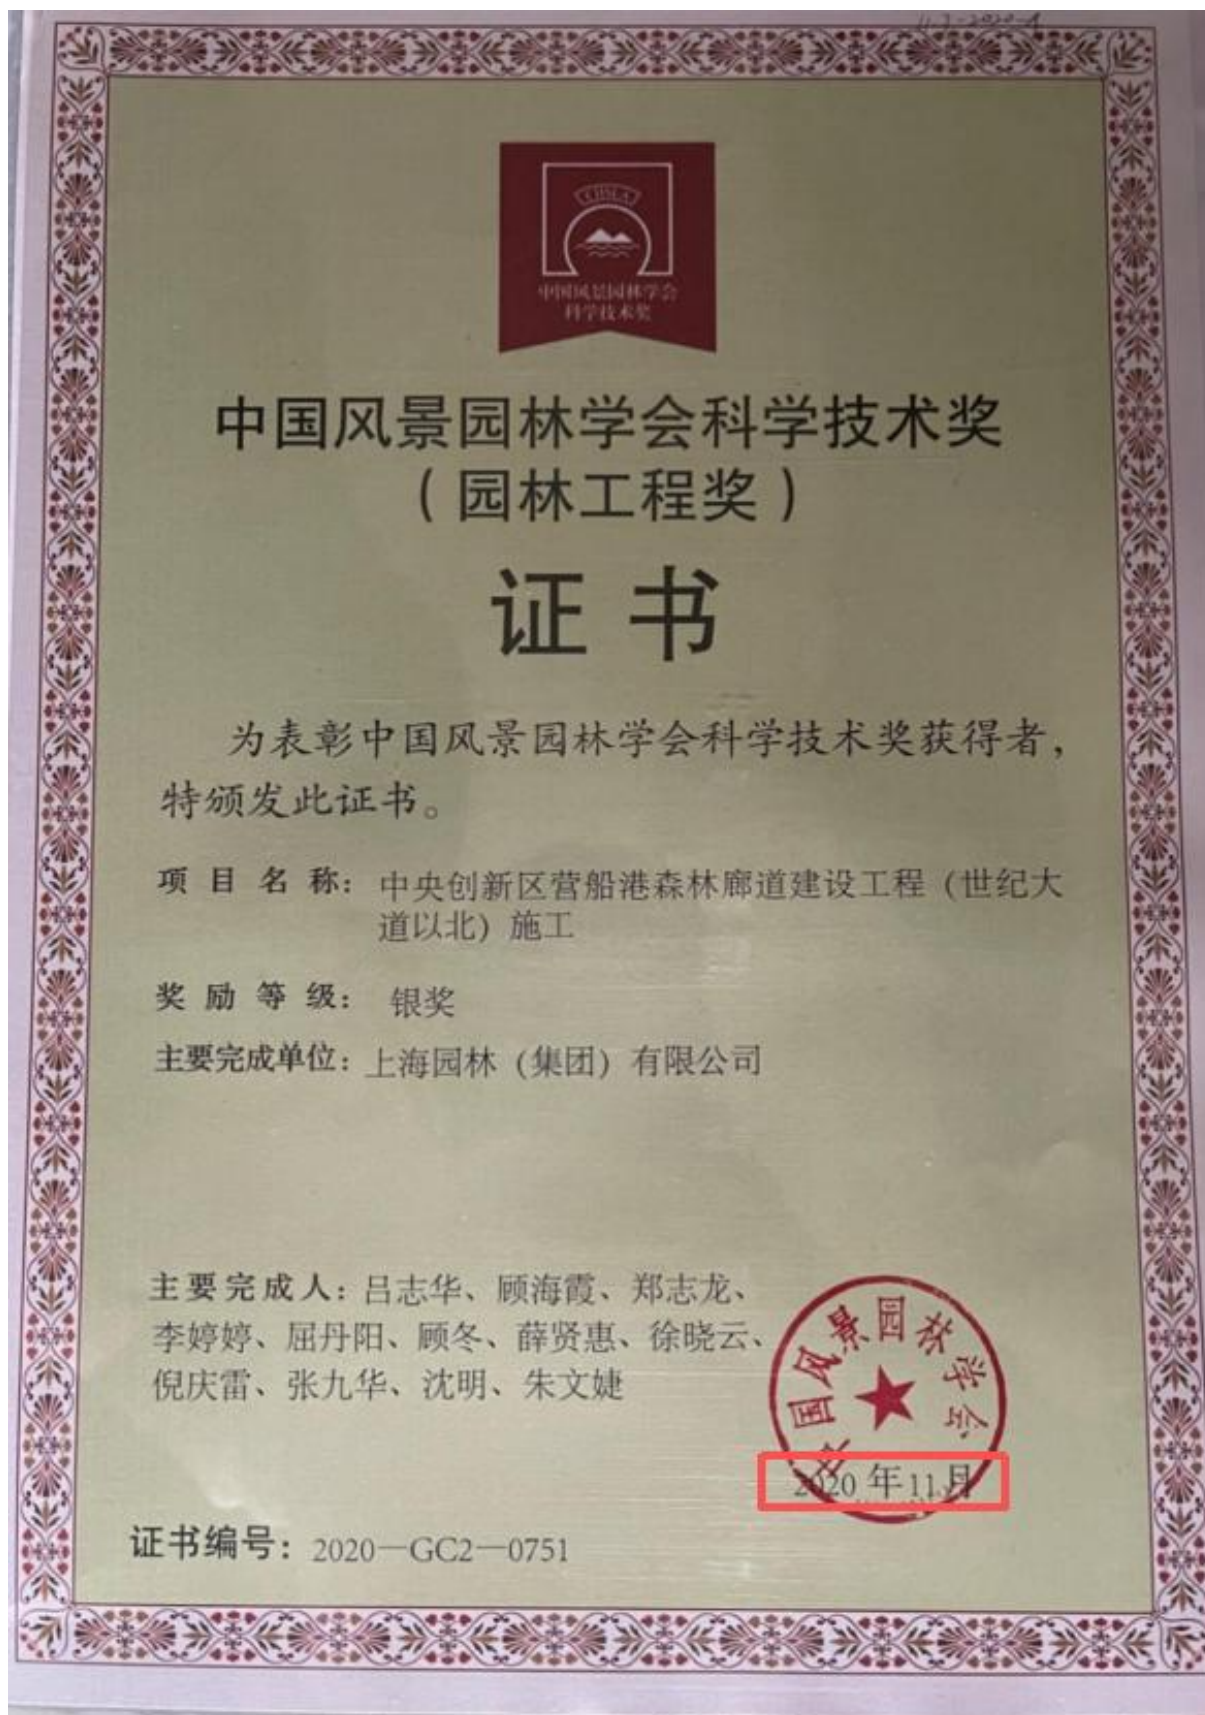 CHSLA
中国风景园林学会
科学技术奖
中国风景园林学会科学技术奖
（园林工程奖）
证书
为表彰中国风景园林学会科学技术奖获得者，
特颁发此证书。
项目名称：中央创新区营船港森林廊道建设工程（世纪大
道以北）施工
奖励等级：银奖
主要完成单位：上海园林（集团）有限公司
主要完成人：吕志华、顾海霞、郑志龙、
李婷婷、屈丹阳、顾冬、薛贤惠、徐晓云、
倪庆雷、张九华、沈明、朱文婕
中国风景园林学会
2020年11月
证书编号：2020—GC2—0751